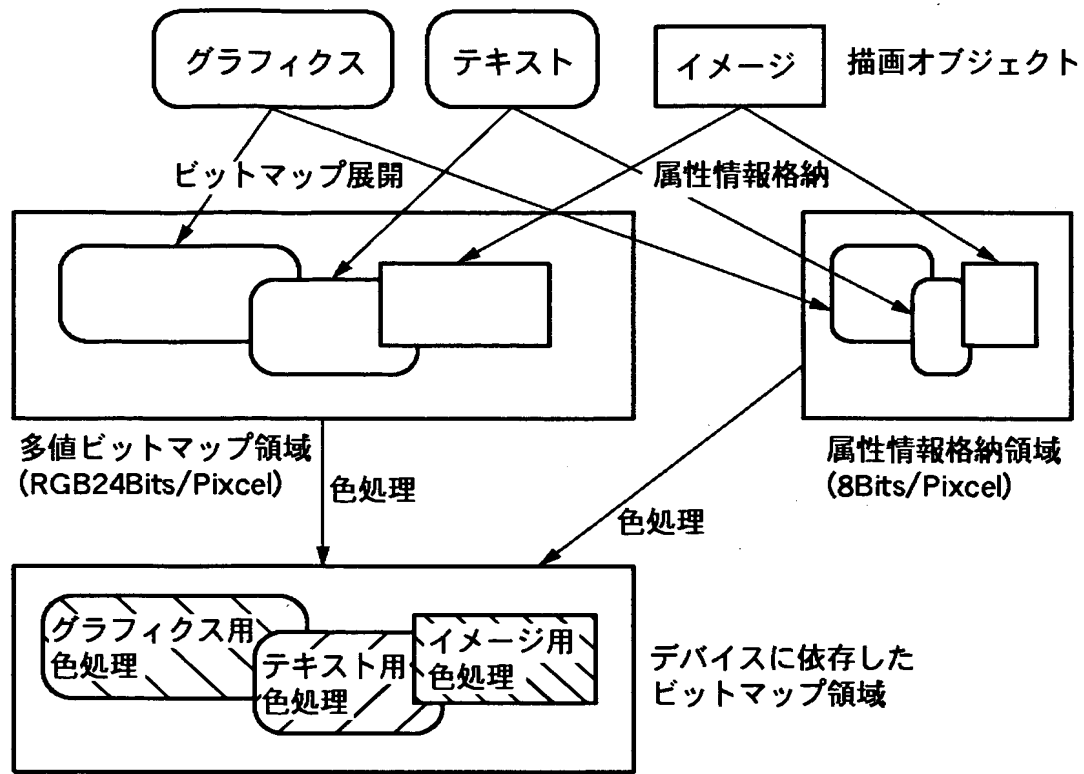 グラフィクス
テキスト
イメージ
描画オブジェクト
ビットマップ展開
属性情報格納
多値ビットマップ領域
(RGB24Bits/Pixcel)
色処理
属性情報格納領域
(8Bits/Pixcel)
色処理
グラフィクス用
色処理
テキスト用
色処理
イメージ用
色処理
デバイスに依存した
ビットマップ領域